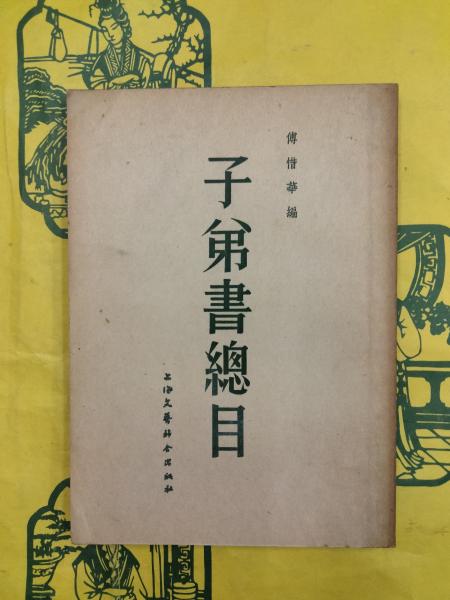 傅惜華編
子弟書總目
上海文藝聯合出版社